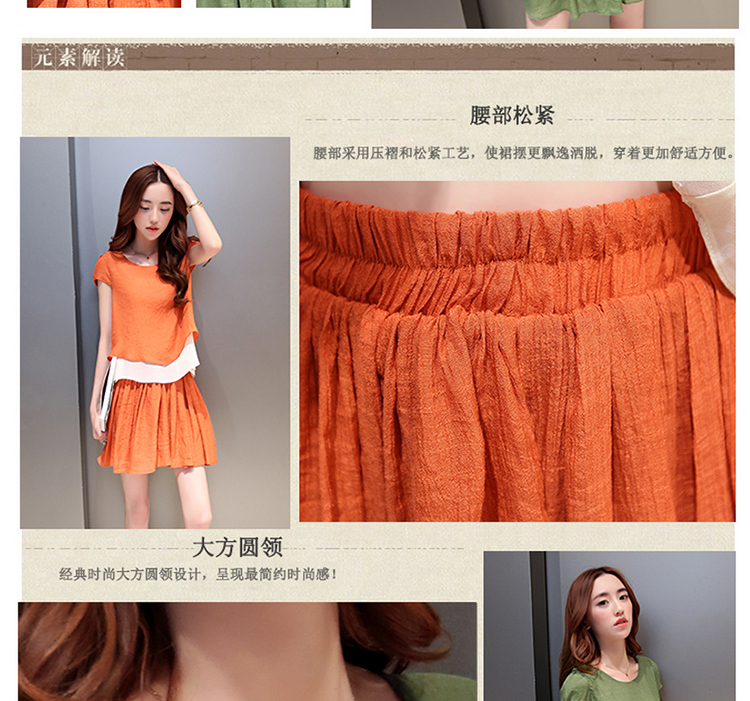 元素解读
腰部松紧
腰部采用压褶和松紧工艺，使裙摆更飘逸洒脱，穿着更加舒适方便。
大方圆领
经典时尚大方圆领设计，呈现最简约时尚感！